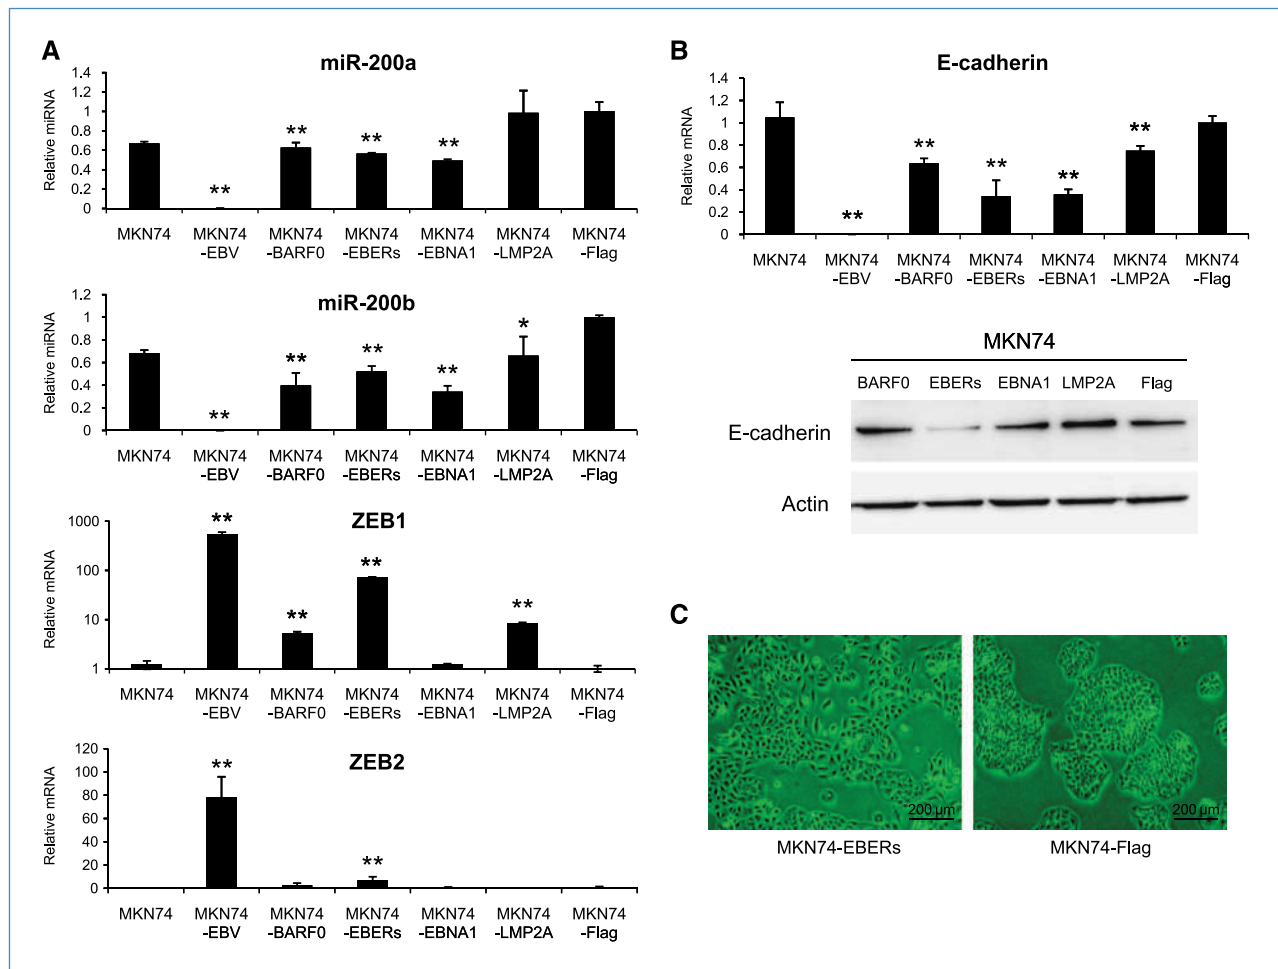 A
miR-200a
Relative miRNA
1.4
1.2
1
0.8
0.6
0.4
0.2
0
** ** ** **
MKN74 MKN74 MKN74 MKN74 MKN74 MKN74 MKN74
-EBV -BARF0 -EBERs -EBNA1 -LMP2A -Flag
miR-200b
Relative miRNA
1.2
1
0.8
0.6
0.4
0.2
0
** ** ** ** *
MKN74 MKN74 MKN74 MKN74 MKN74 MKN74 MKN74
-EBV -BARF0 -EBERs -EBNA1 -LMP2A -Flag
ZEB1
Relative mRNA
1000
100
10
1
** ** ** **
MKN74 MKN74 MKN74 MKN74 MKN74 MKN74 MKN74
-EBV -BARF0 -EBERs -EBNA1 -LMP2A -Flag
ZEB2
Relative mRNA
120
100
80
60
40
20
0
** **
MKN74 MKN74 MKN74 MKN74 MKN74 MKN74 MKN74
-EBV -BARF0 -EBERs -EBNA1 -LMP2A -Flag
B
E-cadherin
Relative mRNA
1.4
1.2
1
0.8
0.6
0.4
0.2
0
** ** ** ** **
MKN74 MKN74 MKN74 MKN74 MKN74 MKN74 MKN74
-EBV -BARF0 -EBERs -EBNA1 -LMP2A -Flag
MKN74
BARF0 EBERs EBNA1 LMP2A Flag
E-cadherin
Actin
C
200 µm 200 µm
MKN74-EBERs MKN74-Flag